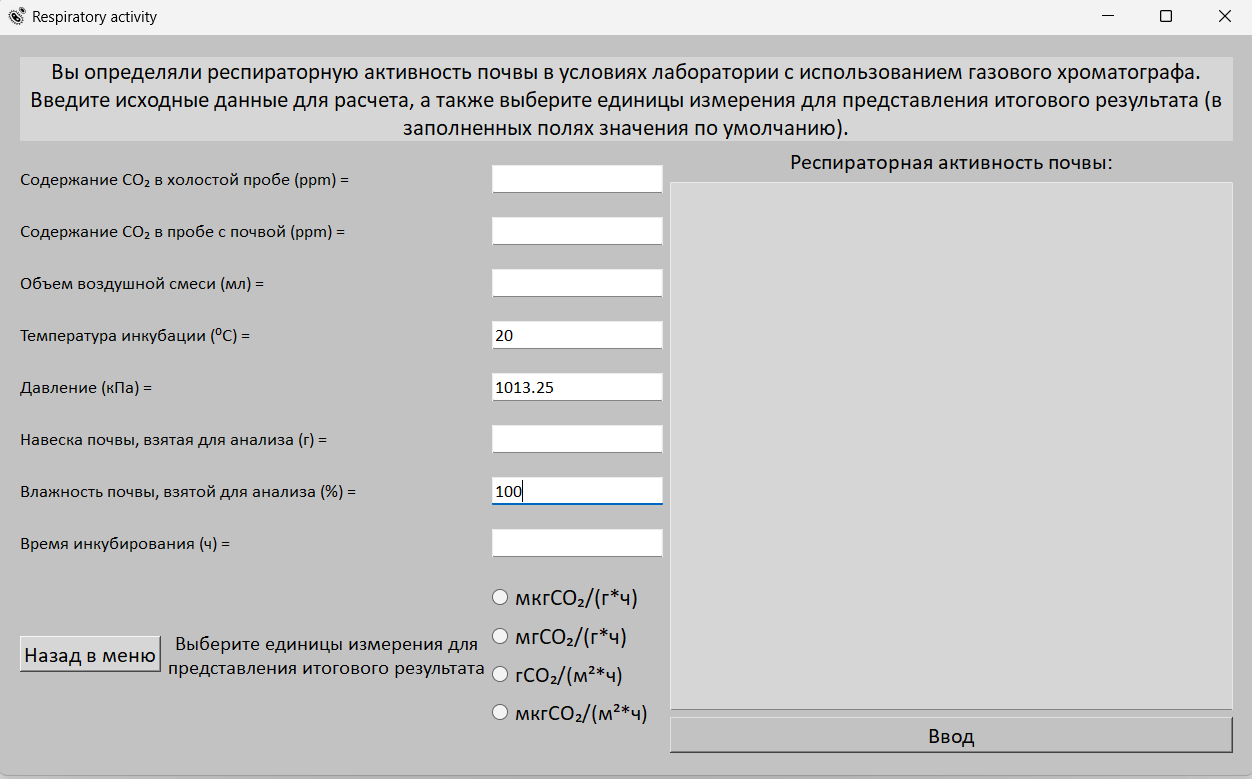 Respiratory activity
Вы определяли респираторную активность почвы в условиях лаборатории с использованием газового хроматографа.
Введите исходные данные для расчета, а также выберите единицы измерения для представления итогового результата (в
заполненных полях значения по умолчанию).
Содержание CO₂ в холостой пробе (ppm) =
Содержание CO₂ в пробе с почвой (ppm) =
Объем воздушной смеси (мл) =
Температура инкубации (⁰C) = 20
Давление (кПа) = 1013.25
Навеска почвы, взятая для анализа (г) =
Влажность почвы, взятой для анализа (%) = 100
Время инкубирования (ч) =
мкгCO₂/(г*ч)
мгCO₂/(г*ч)
гCO₂/(м²*ч)
мкгCO₂/(м²*ч)
Назад в меню
Выберите единицы измерения для
представления итогового результата
Респираторная активность почвы:
Ввод